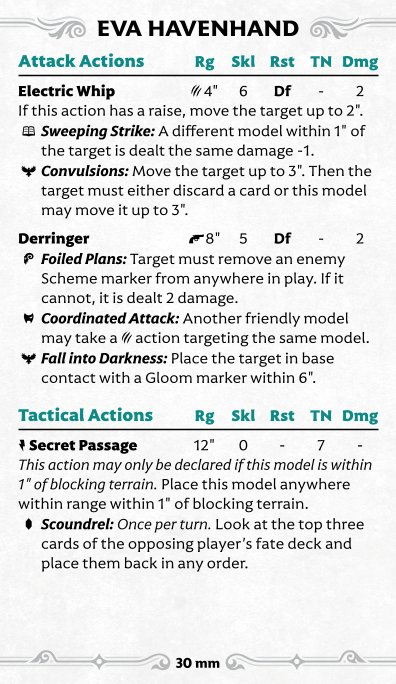 EVA HAVENHAND
Attack Actions Rg Skl Rst TN Dmg
Electric Whip 4" 6 Df - 2
If this action has a raise, move the target up to 2".
Sweeping Strike: A different model within 1" of
the target is dealt the same damage -1.
Convulsions: Move the target up to 3". Then the
target must either discard a card or this model
may move it up to 3".
Derringer 8" 5 Df - 2
Foiled Plans: Target must remove an enemy
Scheme marker from anywhere in play. If it
cannot, it is dealt 2 damage.
Coordinated Attack: Another friendly model
may take a action targeting the same model.
Fall into Darkness: Place the target in base
contact with a Gloom marker within 6".
Tactical Actions Rg Skl Rst TN Dmg
Secret Passage 12" 0 - 7 -
This action may only be declared if this model is within
1" of blocking terrain. Place this model anywhere
within range within 1" of blocking terrain.
Scoundrel: Once per turn. Look at the top three
cards of the opposing player's fate deck and
place them back in any order.
30 mm